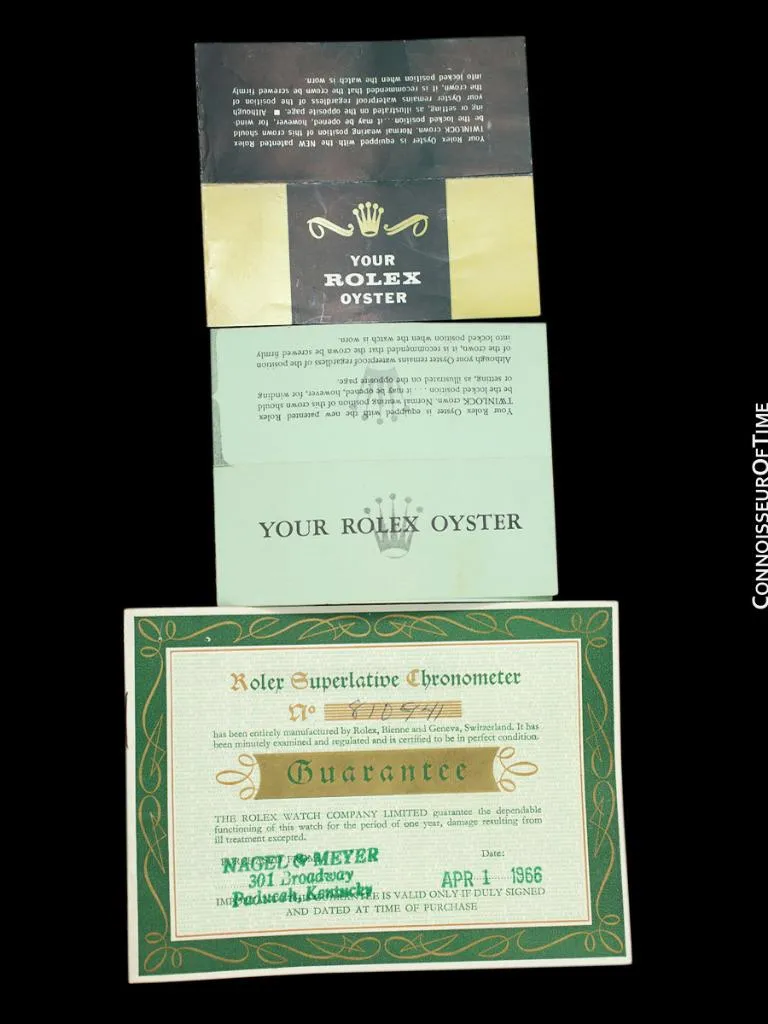 Your Rolex Oyster is equipped with the NEW patented Rolex
TWINLOCK crown. Normal wearing position of this crown should
be the locked position...it may be opened, however, for wind-
ing or setting, as illustrated on the opposite page. ■ Although
your Oyster remains waterproof regardless of the position of
the crown, it is recommended that the crown be screwed firmly
into locked position when the watch is worn.
YOUR
ROLEX
OYSTER
Your Rolex Oyster is equipped with the new patented Rolex
TWINLOCK crown. Normal wearing position of this crown should
be the locked position . . . it may be opened, however, for winding
or setting, as illustrated on the opposite page.
Although your Oyster remains waterproof regardless of the position
of the crown, it is recommended that the crown be screwed firmly
into locked position when the watch is worn.
YOUR ROLEX OYSTER
Rolex Superlative Chronometer
No 810941
has been entirely manufactured by Rolex, Bienne and Geneva, Switzerland. It has
been minutely examined and regulated and is certified to be in perfect condition.
Guarantee
THE ROLEX WATCH COMPANY LIMITED guarantee the dependable
functioning of this watch for the period of one year, damage resulting from
ill treatment excepted.
PURCHASED FROM
Date:
NAGEL & MEYER
301 Broadway
Paducah, Kentucky
APR 1 1966
GUARANTEE IS VALID ONLY IF DULY SIGNED
AND DATED AT TIME OF PURCHASE
CONNOISSEUROFTIME